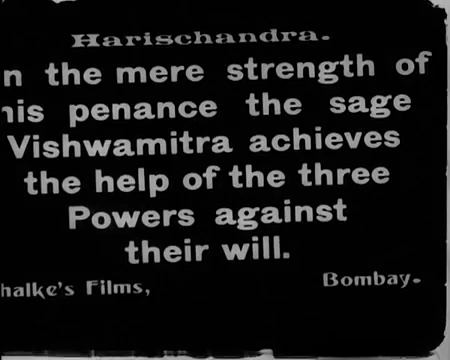 Harischandra.
n the mere strength of
his penance the sage
Vishwamitra achieves
the help of the three
Powers against
their will.
halke's Films, Bombay.